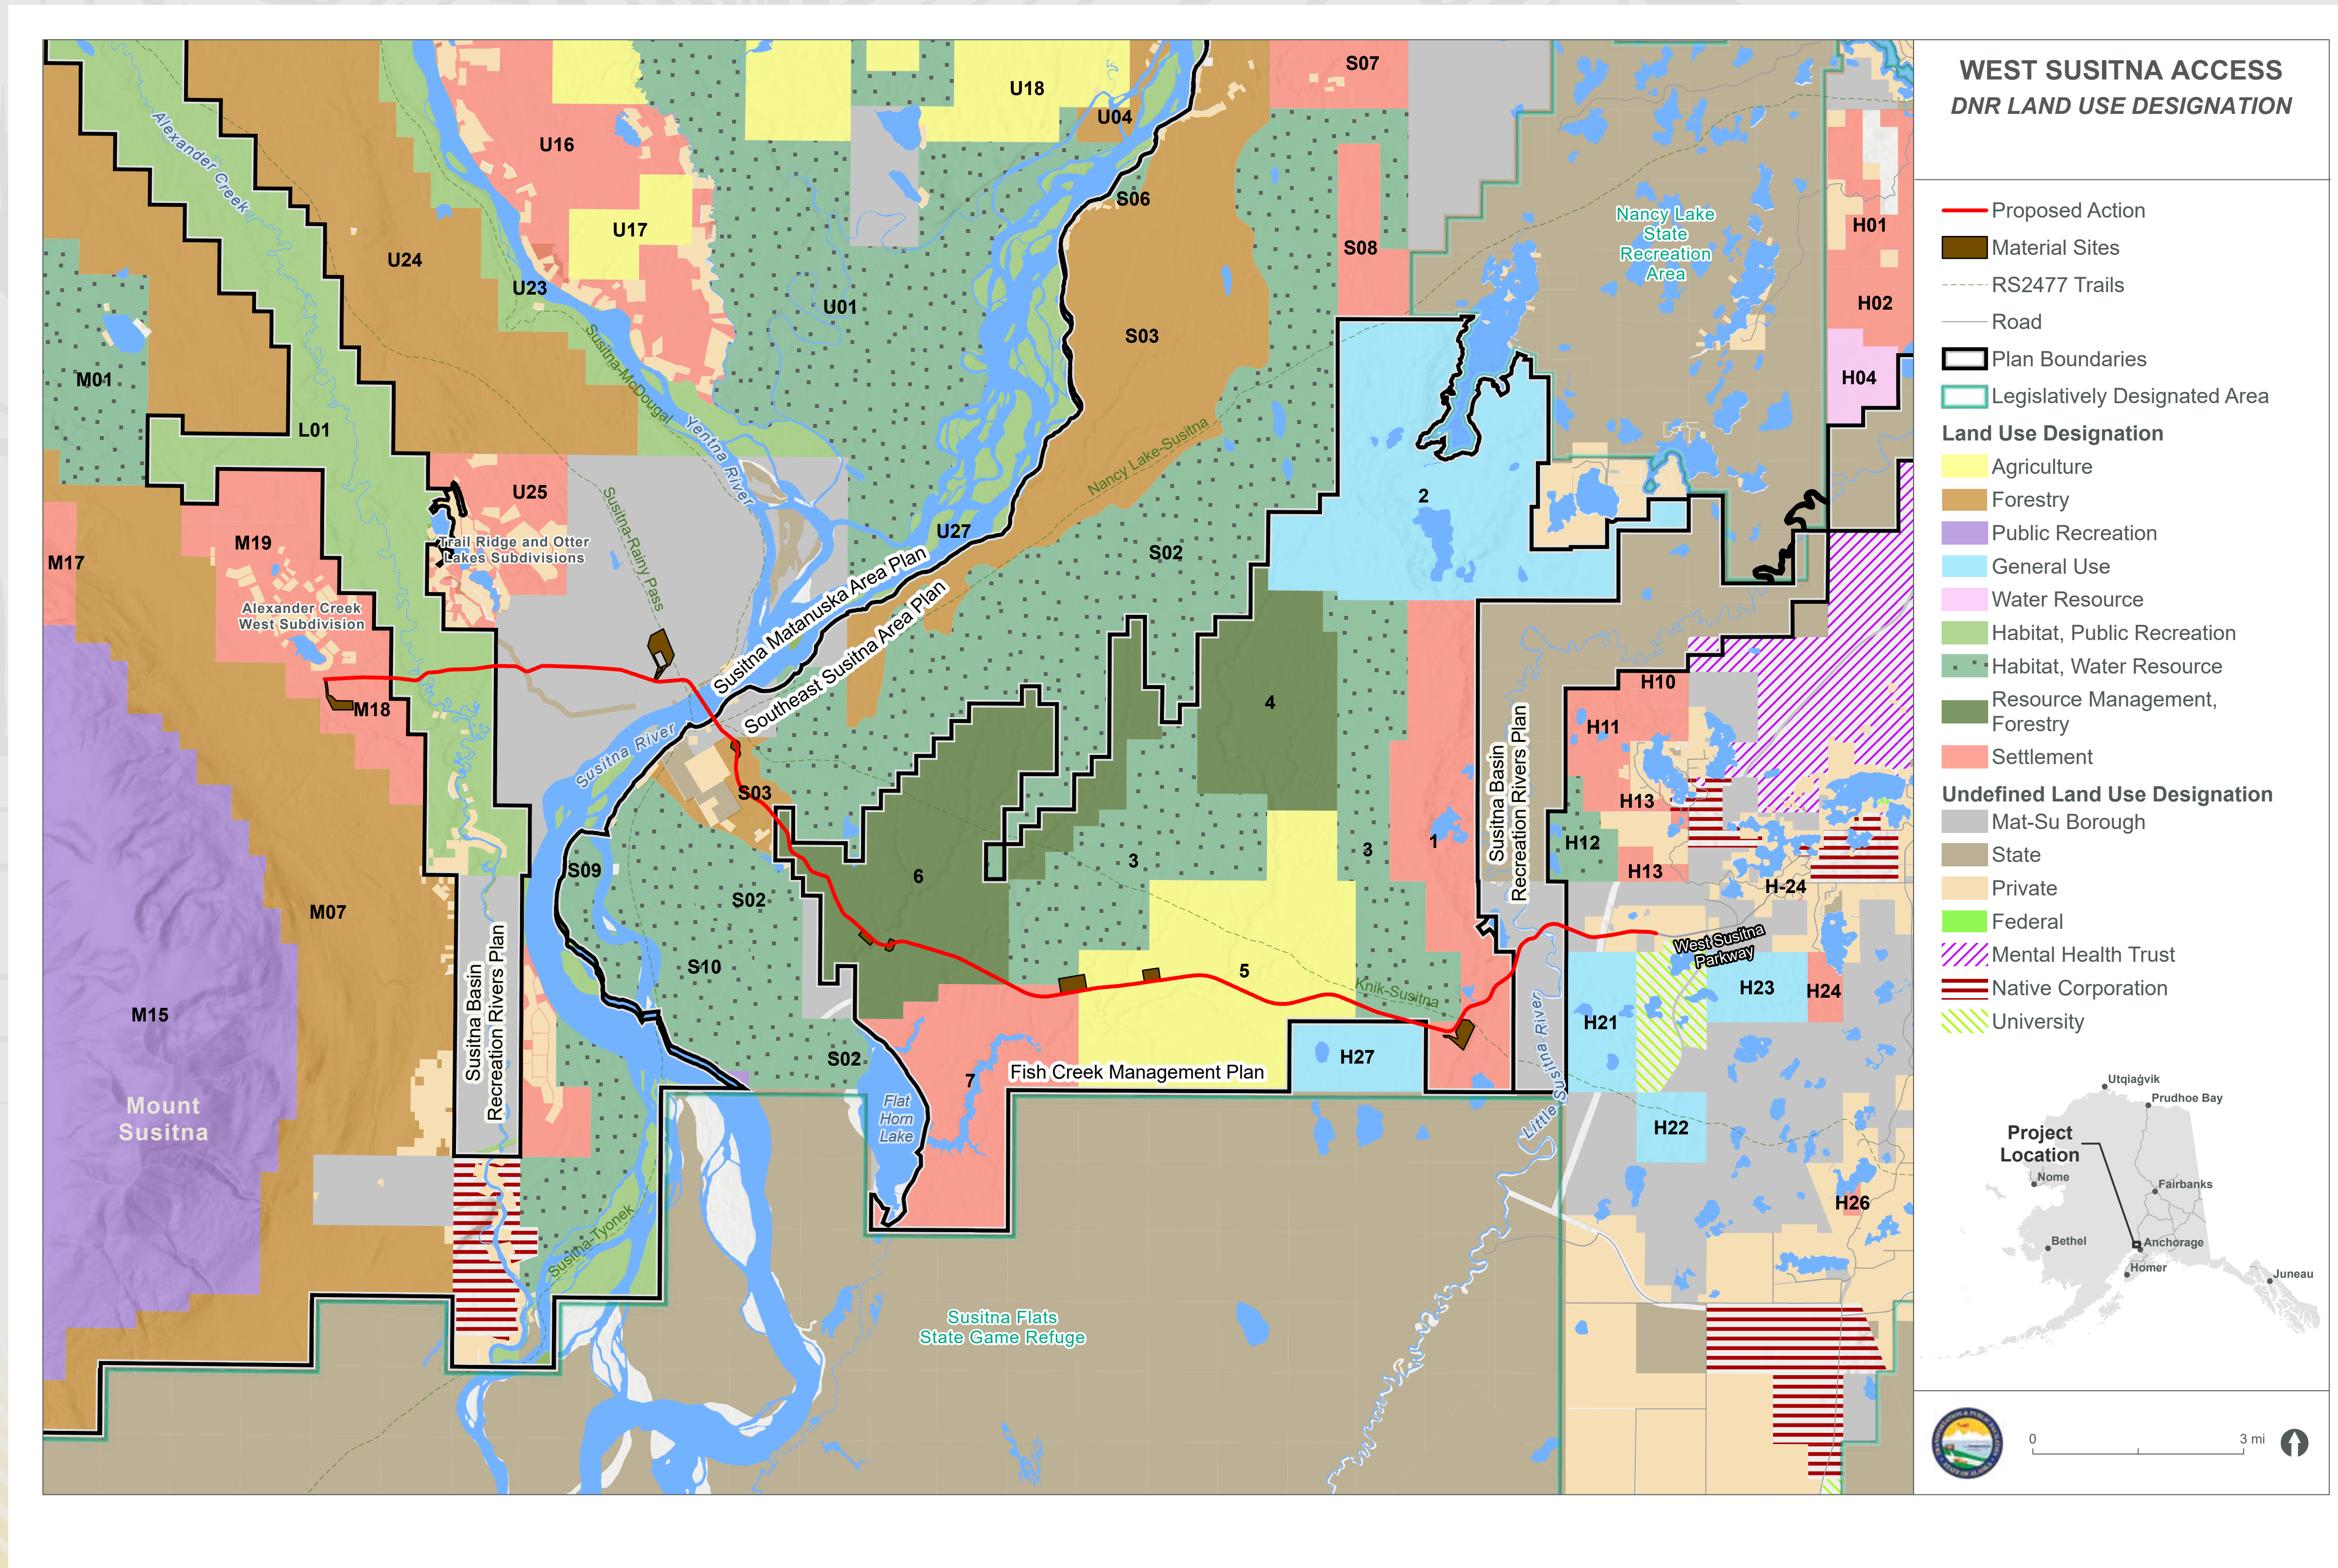 WEST SUSITNA ACCESS
DNR LAND USE DESIGNATION
Proposed Action
Material Sites
RS2477 Trails
Road
Plan Boundaries
Legislatively Designated Area
Land Use Designation
Agriculture
Forestry
Public Recreation
General Use
Water Resource
Habitat, Public Recreation
Habitat, Water Resource
Resource Management,
Forestry
Settlement
Undefined Land Use Designation
Mat-Su Borough
State
Private
Federal
Mental Health Trust
Native Corporation
University
Utqiaġvik
Prudhoe Bay
Project
Location
Nome
Fairbanks
Bethel
Anchorage
Homer
Juneau
0
3 mi
S07
U18
U04
Alexander Creek
U16
S06
Nancy Lake
State
Recreation
Area
H01
U17
S08
U24
U23
U01
H02
S03
Susitna-McDougal
M01
H04
L01
Yentna River
Nancy Lake-Susitna
U25
2
Susitna-Rainy Pass
U27
M19
Trail Ridge and Otter
Lakes Subdivisions
S02
M17
Susitna Matanuska Area Plan
Southeast Susitna Area Plan
Alexander Creek
West Subdivision
M18
4
H10
H11
Susitna River
S03
Susitna Basin
Recreation Rivers Plan
H13
1
H12
3
3
S09
6
H13
H-24
S02
M07
West Susitna
Parkway
S10
5
Knik-Susitna
H23
H24
M15
H21
Susitna Basin
Recreation Rivers Plan
S02
H27
Fish Creek Management Plan
7
Little Susitna River
Mount
Susitna
Flat
Horn
Lake
H22
H26
Susitna-Tyonek
Susitna Flats
State Game Refuge